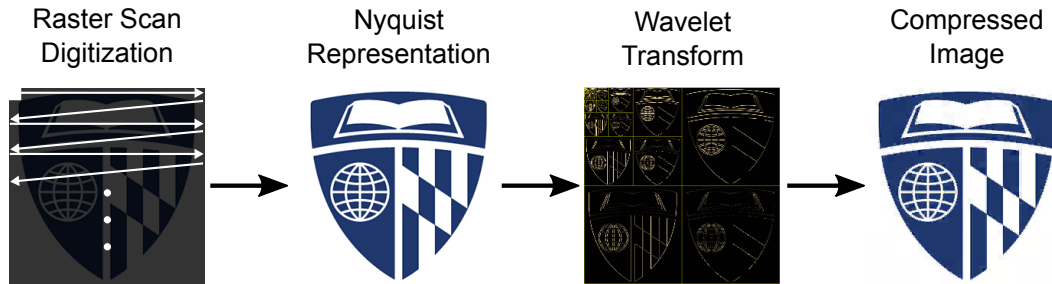 Raster Scan
Digitization
Nyquist
Representation
Wavelet
Transform
Compressed
Image